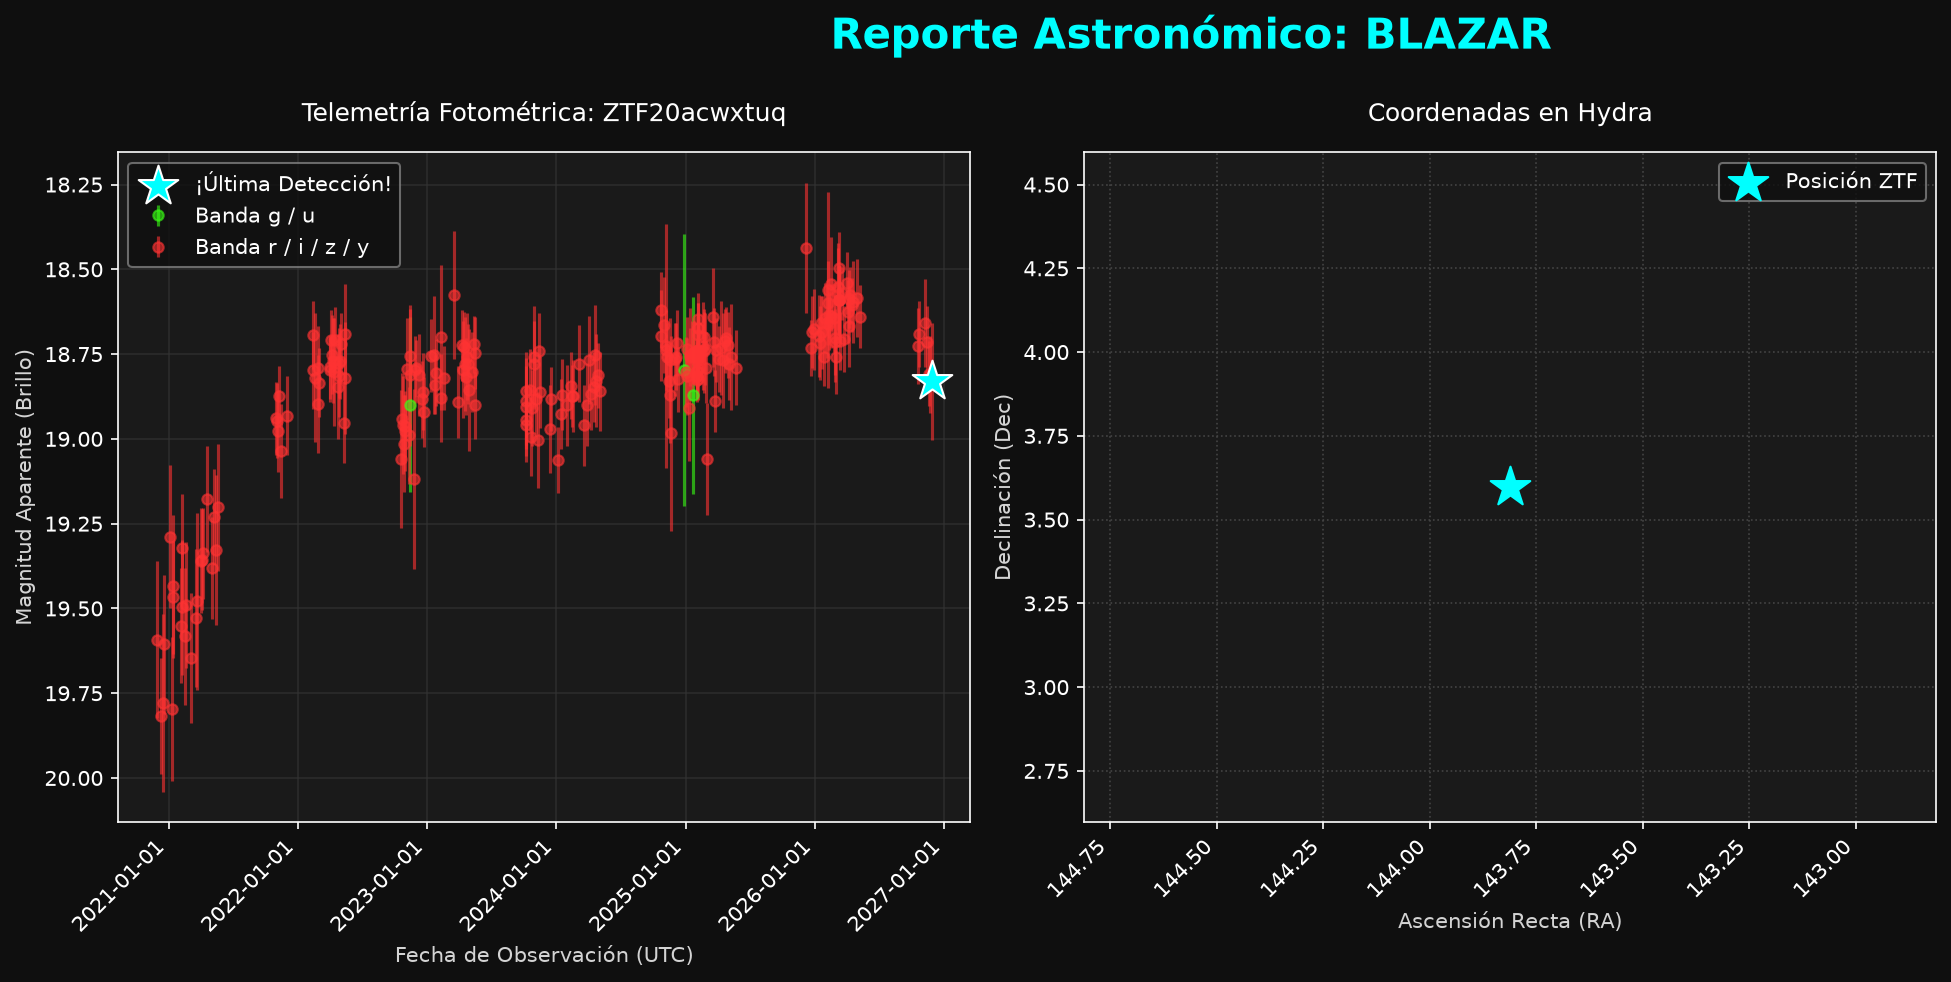 Reporte Astronómico: BLAZAR
Telemetría Fotométrica: ZTF20acwxtuq
¡Última Detección!
Banda g / u
Banda r / i / z / y
Magnitud Aparente (Brillo)
18.25
18.50
18.75
19.00
19.25
19.50
19.75
20.00
2021-01-01
2022-01-01
2023-01-01
2024-01-01
2025-01-01
2026-01-01
2027-01-01
Fecha de Observación (UTC)
Coordenadas en Hydra
Posición ZTF
Declinación (Dec)
4.50
4.25
4.00
3.75
3.50
3.25
3.00
2.75
144.75
144.50
144.25
144.00
143.75
143.50
143.25
143.00
Ascensión Recta (RA)